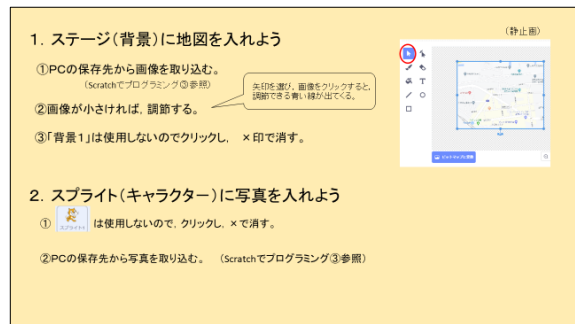 １．ステージ（背景）に地図を入れよう
（静止画）
①PCの保存先から画像を取り込む。
（Scratchでプログラミング③参照）
矢印を選び，画像をクリックすると，
調節できる青い線が出てくる。
②画像が小さければ，調節する。
③「背景１」は使用しないのでクリックし，　×印で消す。
２．スプライト（キャラクター）に写真を入れよう
①　スプライト1　は使用しないので，クリックし，×で消す。
②PCの保存先から写真を取り込む。　（Scratchでプログラミング③参照）